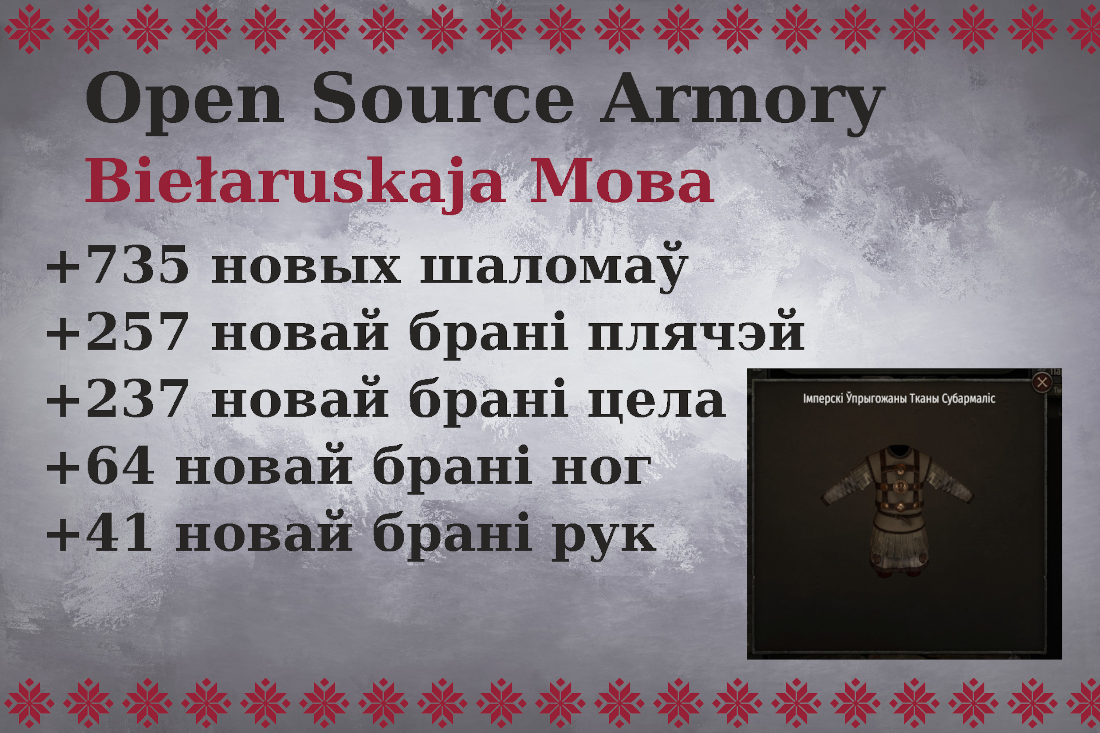 Open Source Armory
Biełaruskaja Мова
+735 новых шаломаў
+257 новай брані плячэй
+237 новай брані цела
+64 новай брані ног
+41 новай брані рук
Імперскі Ўпрыгожаны Тканы Субармаліс